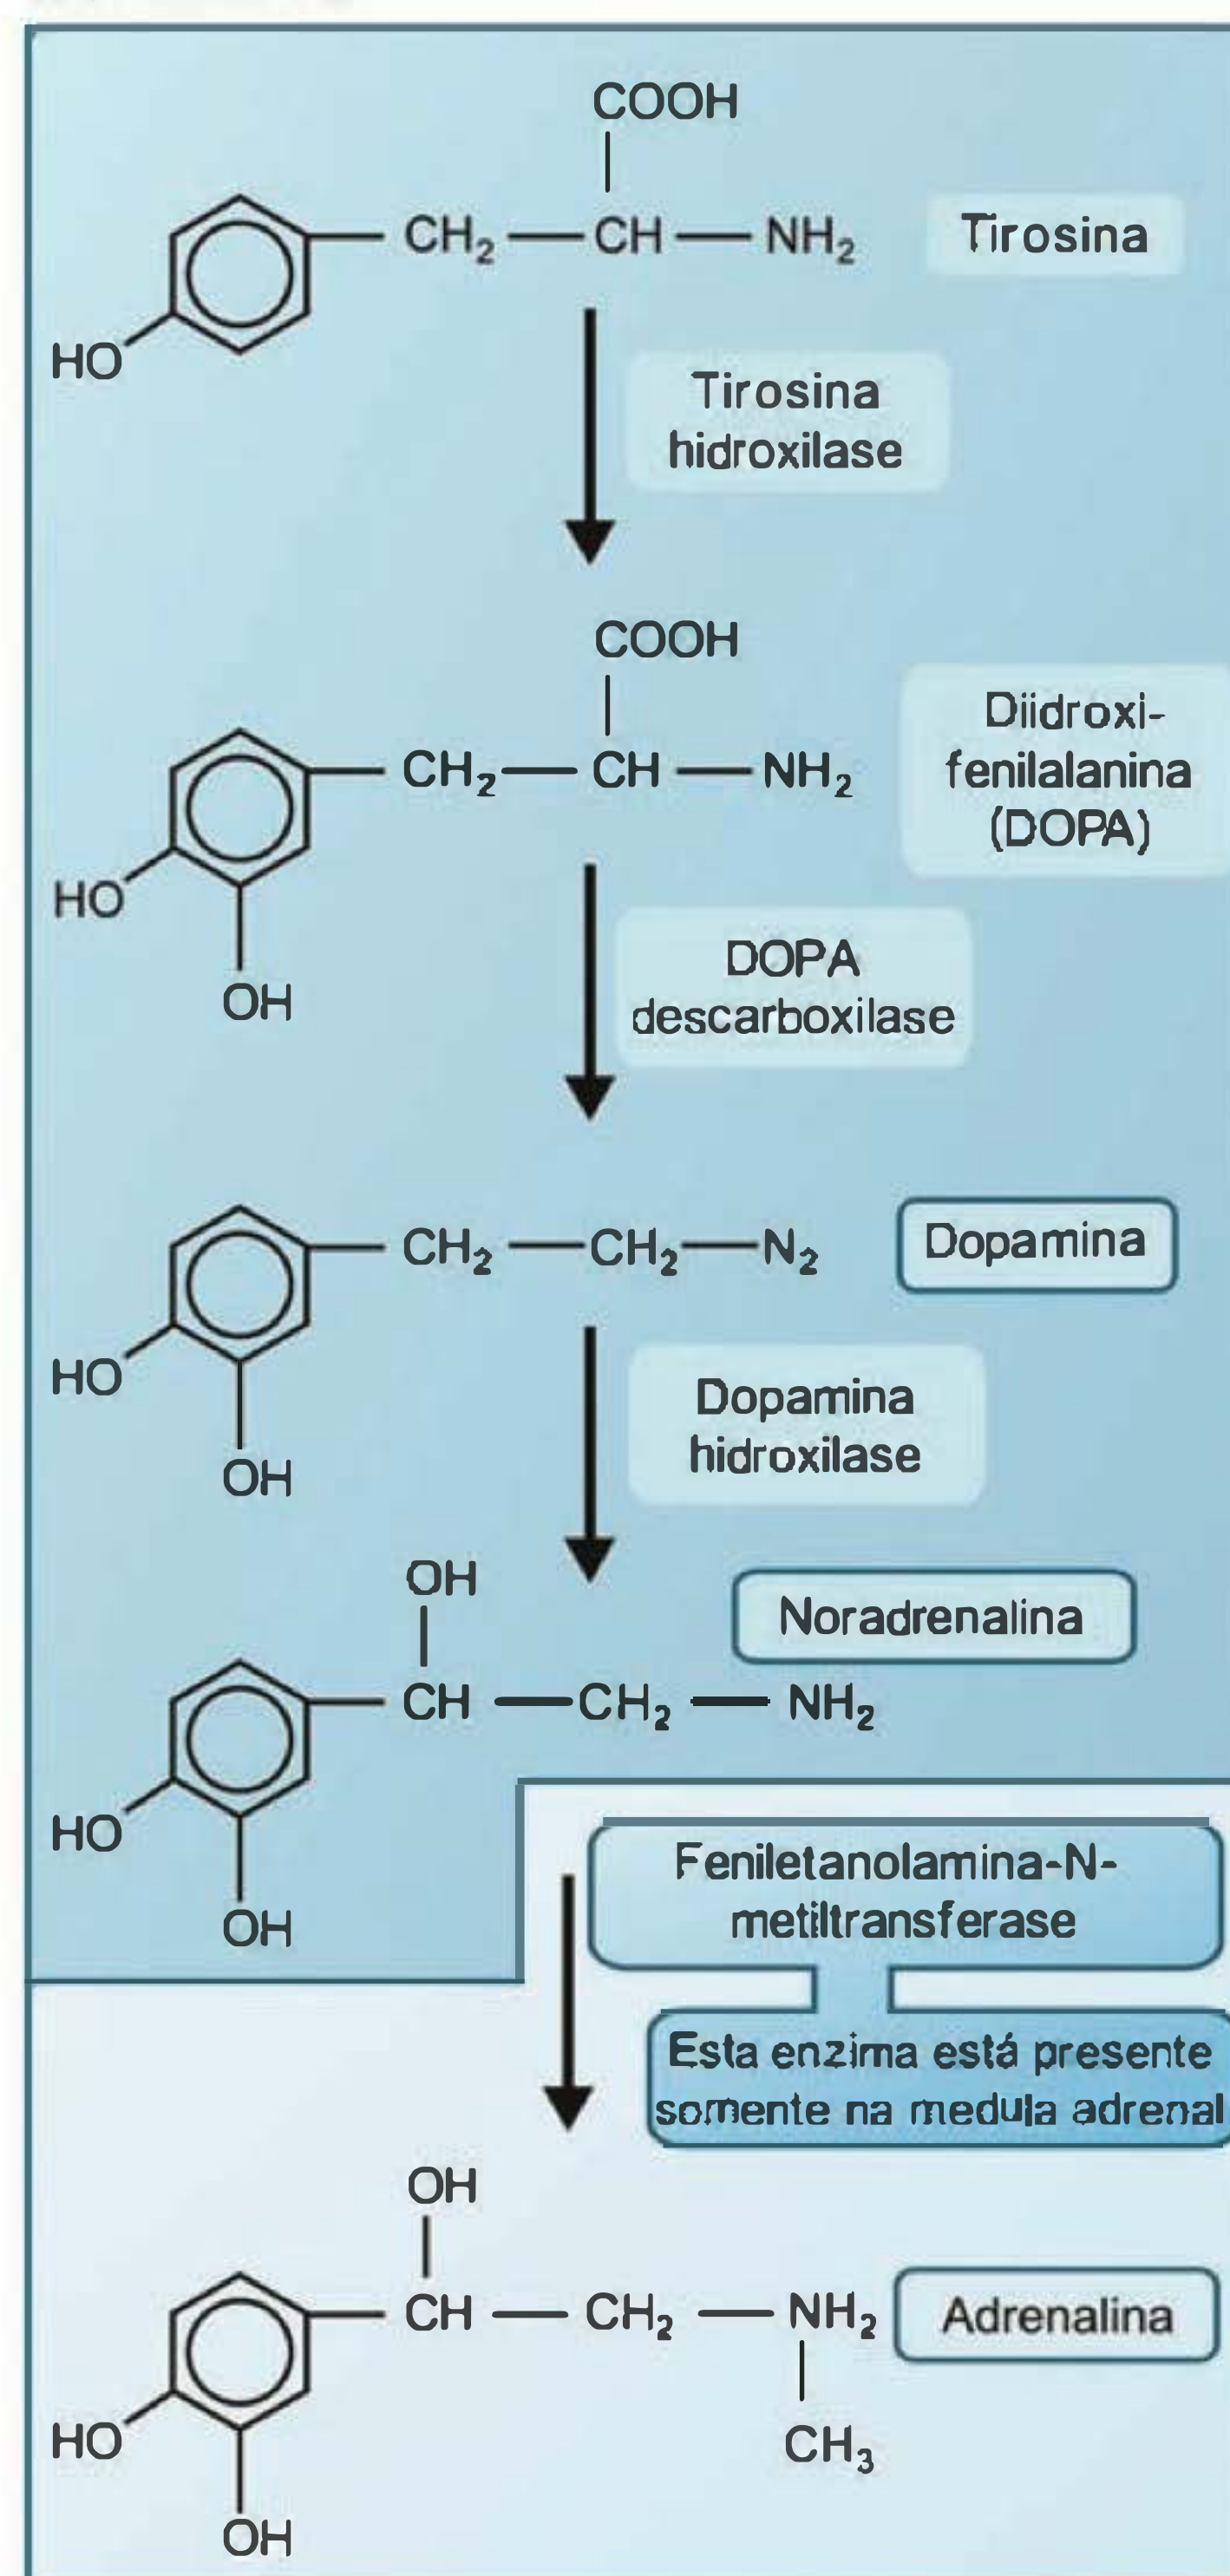 COOH
CH₂—CH—NH₂
Tirosina
HO
Tirosina
hidroxilase
COOH
CH₂—CH—NH₂
Diidroxi-
fenilalanina
(DOPA)
HO
OH
DOPA
descarboxilase
CH₂—CH₂—N₂
Dopamina
HO
OH
Dopamina
hidroxilase
OH
Noradrenalina
CH—CH₂—NH₂
HO
OH
Feniletanolamina-N-
metiltransferase
Esta enzima está presente
somente na medula adrenal
OH
CH—CH₂—NH₂
Adrenalina
HO
CH₃
OH